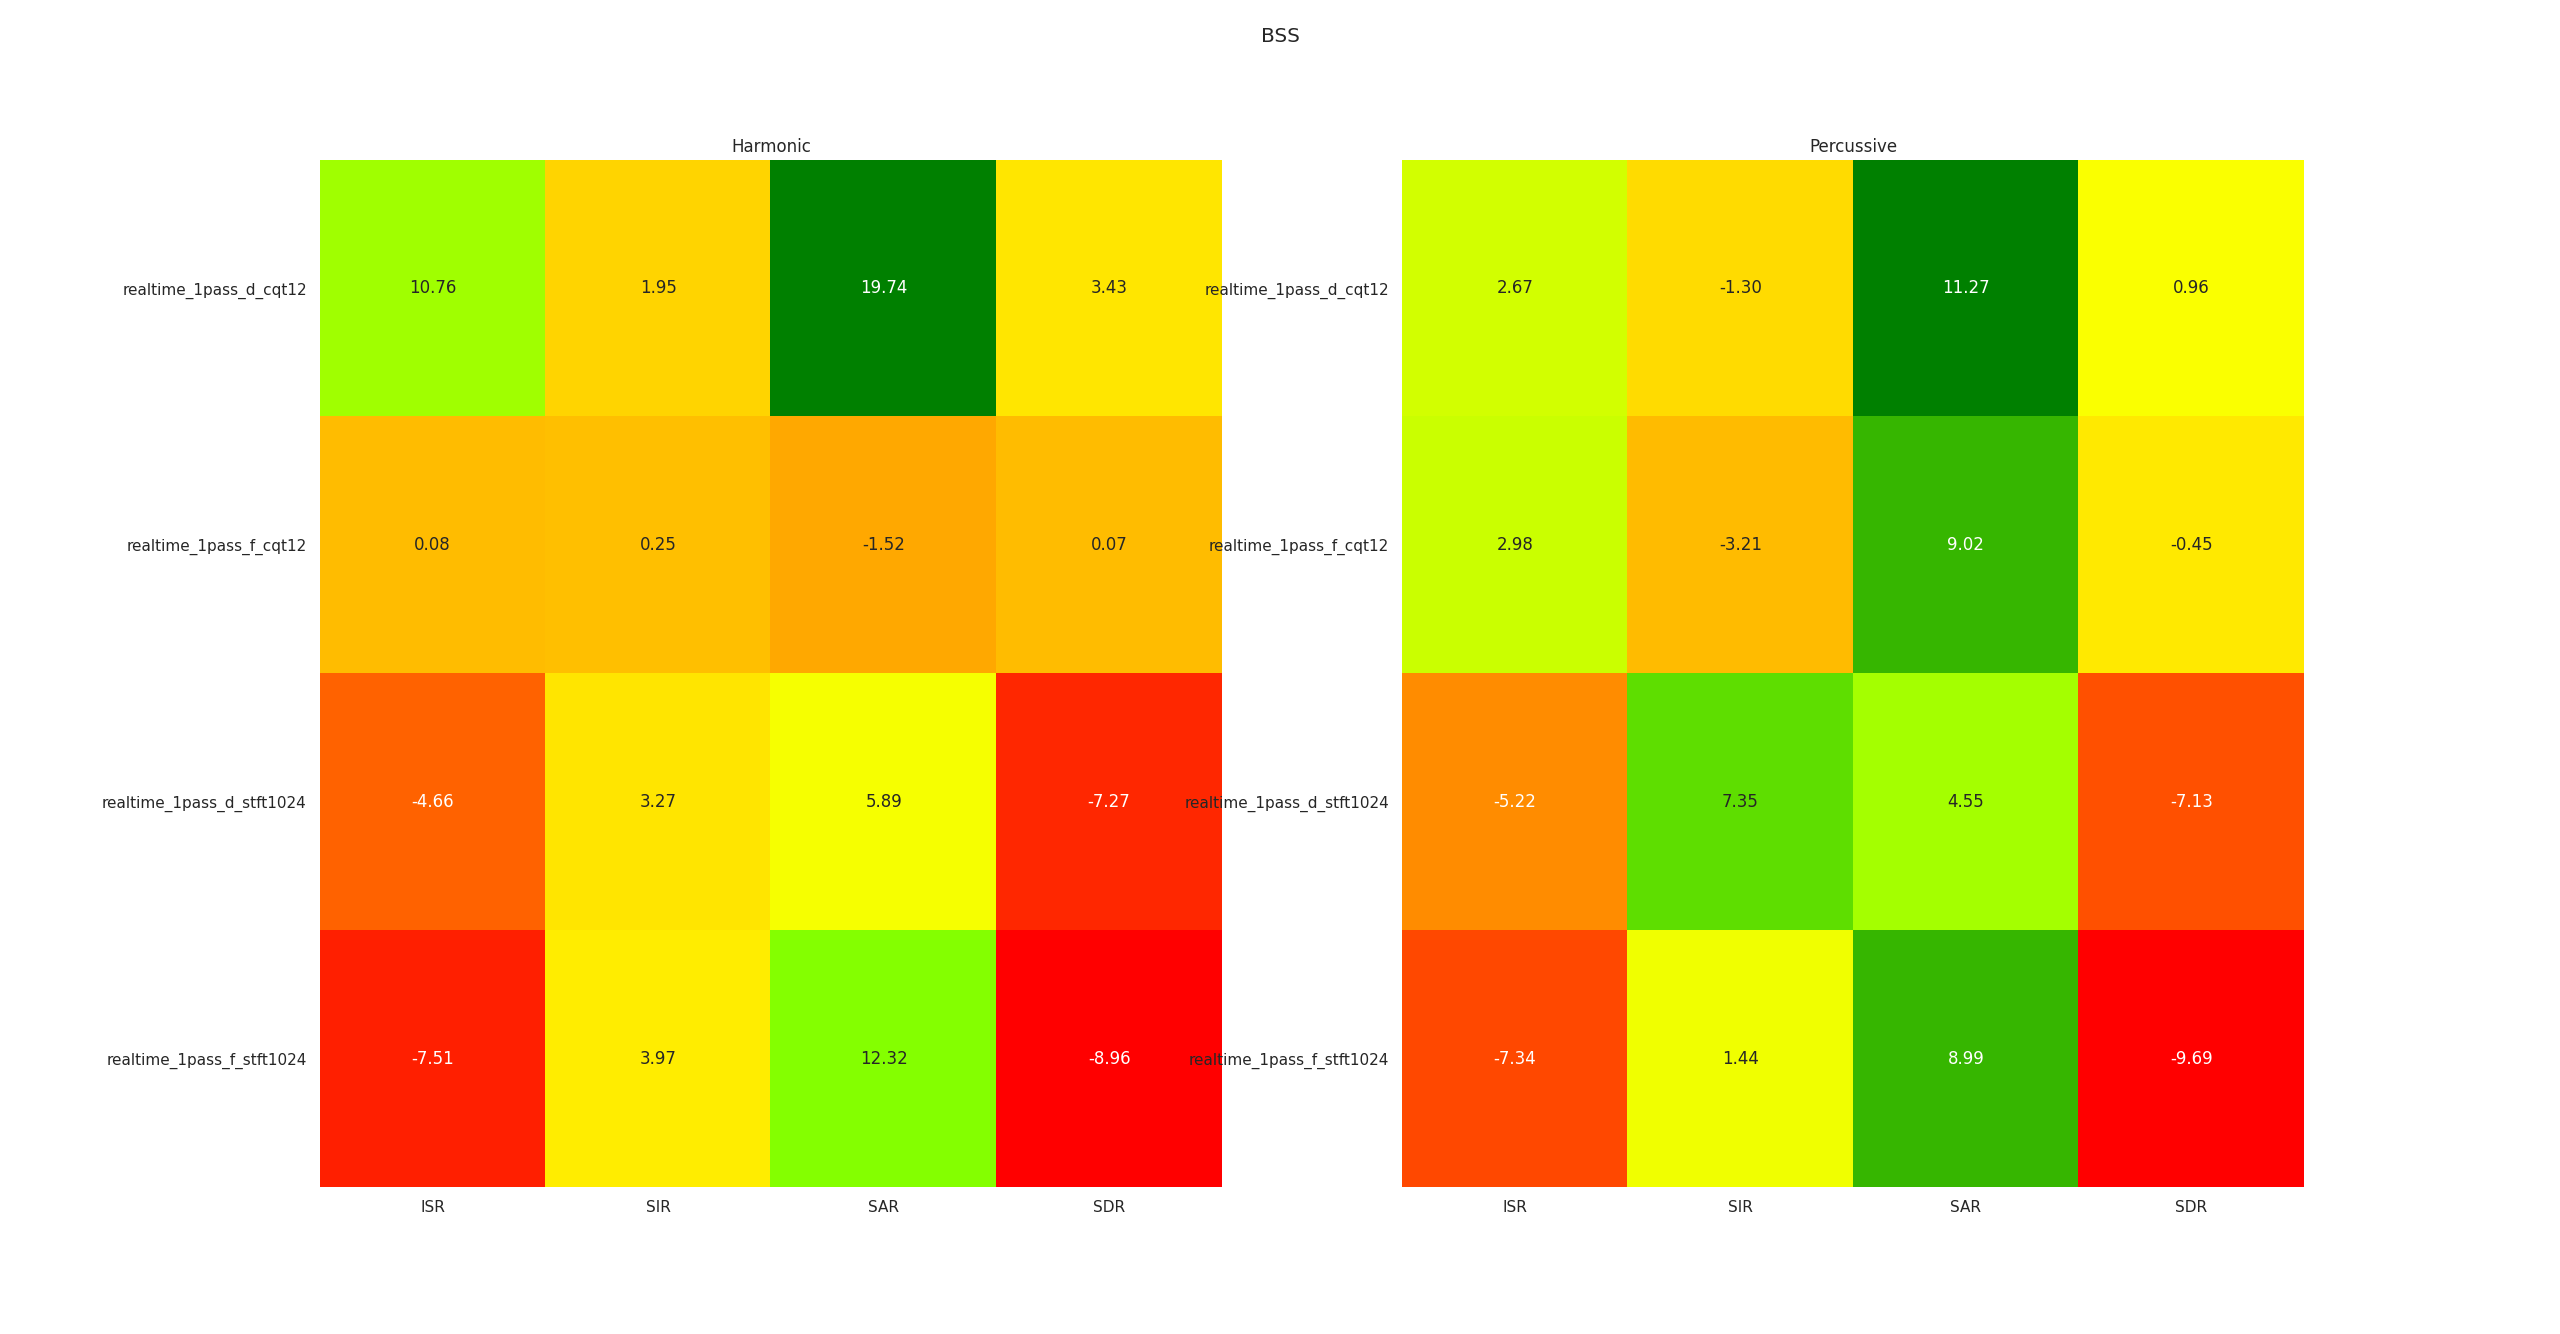 BSS
Harmonic
realtime_1pass_d_cqt12 10.76 1.95 19.74 3.43
realtime_1pass_f_cqt12 0.08 0.25 -1.52 0.07
realtime_1pass_d_stft1024 -4.66 3.27 5.89 -7.27
realtime_1pass_f_stft1024 -7.51 3.97 12.32 -8.96
ISR SIR SAR SDR
Percussive
realtime_1pass_d_cqt12 2.67 -1.30 11.27 0.96
realtime_1pass_f_cqt12 2.98 -3.21 9.02 -0.45
realtime_1pass_d_stft1024 -5.22 7.35 4.55 -7.13
realtime_1pass_f_stft1024 -7.34 1.44 8.99 -9.69
ISR SIR SAR SDR